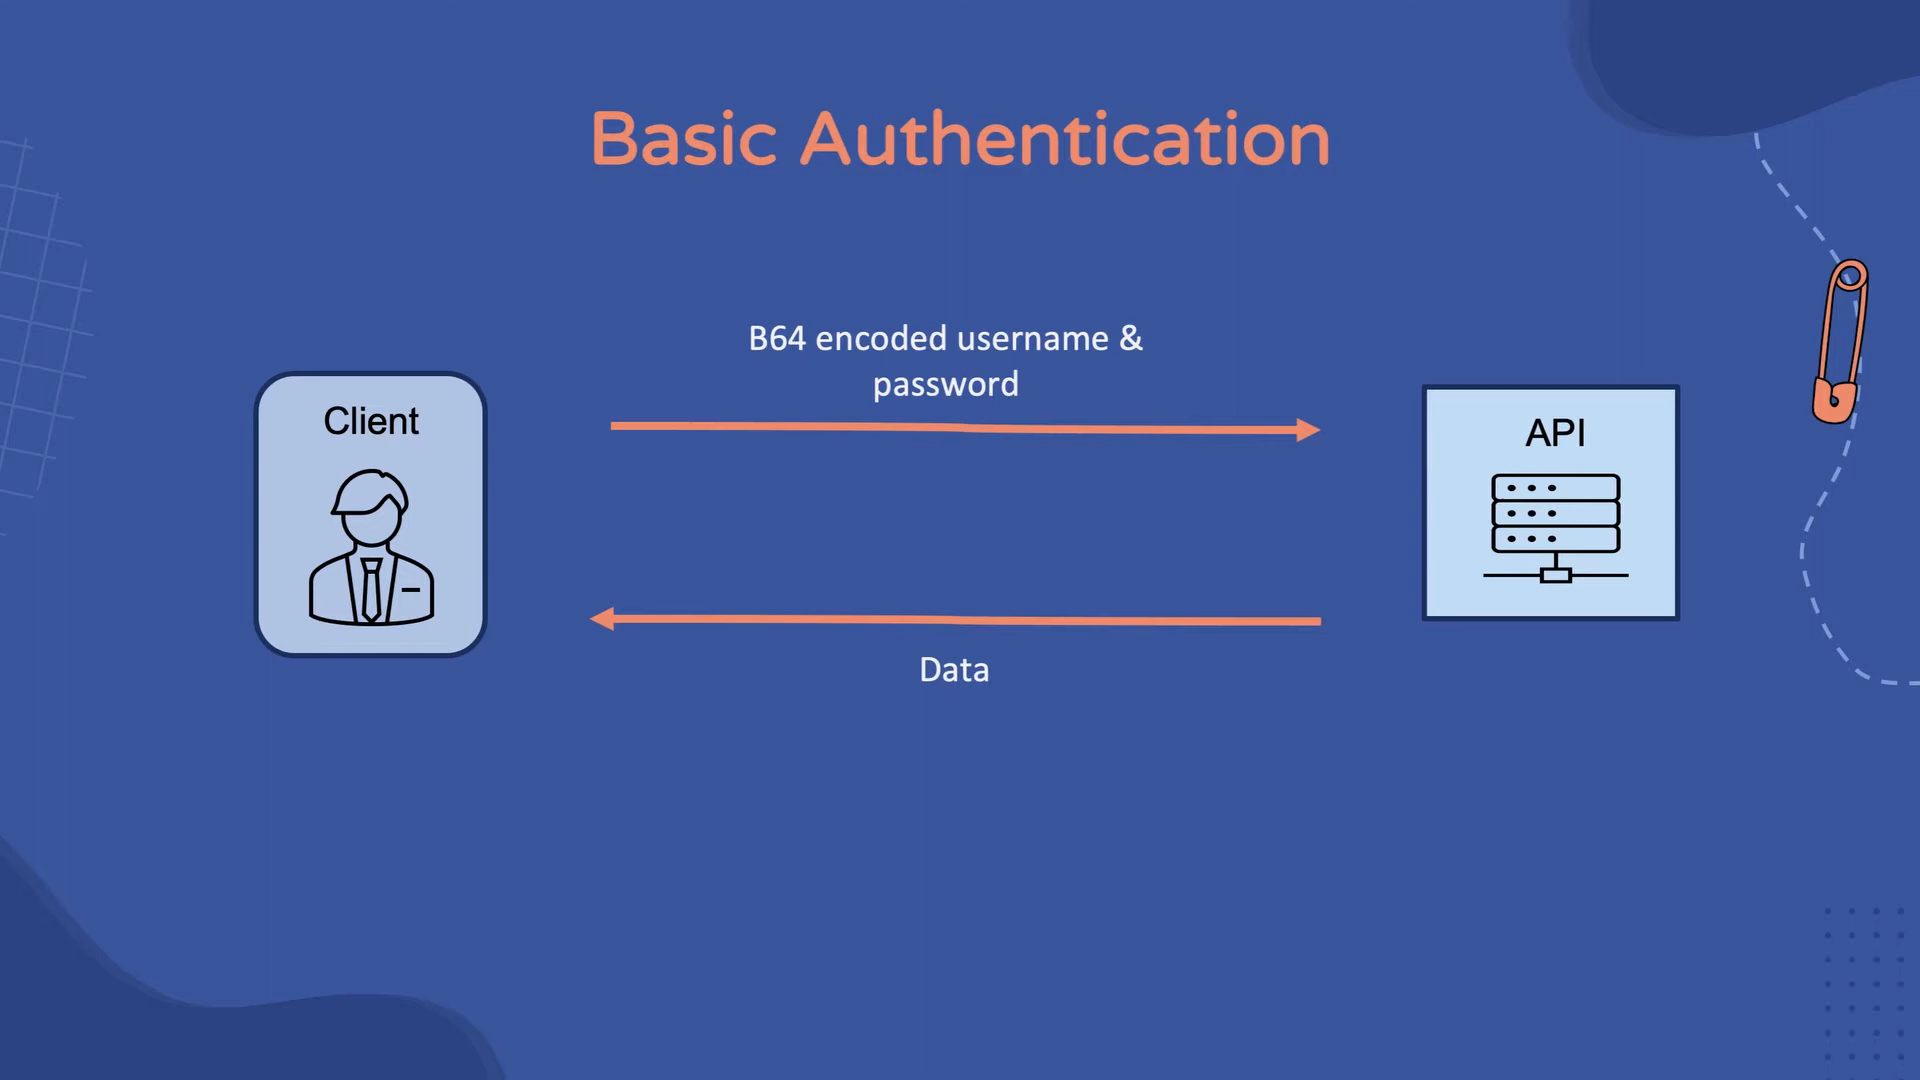 Basic Authentication
B64 encoded username &
password
Client
API
Data